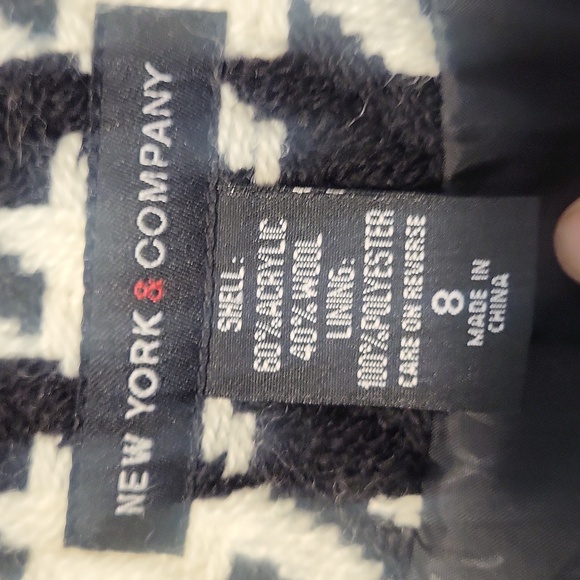 NEW YORK & COMPANY
SHELL:
60% ACRYLIC
40% WOOL
LINING:
100% POLYESTER
CARE ON REVERSE
8
MADE IN
CHINA